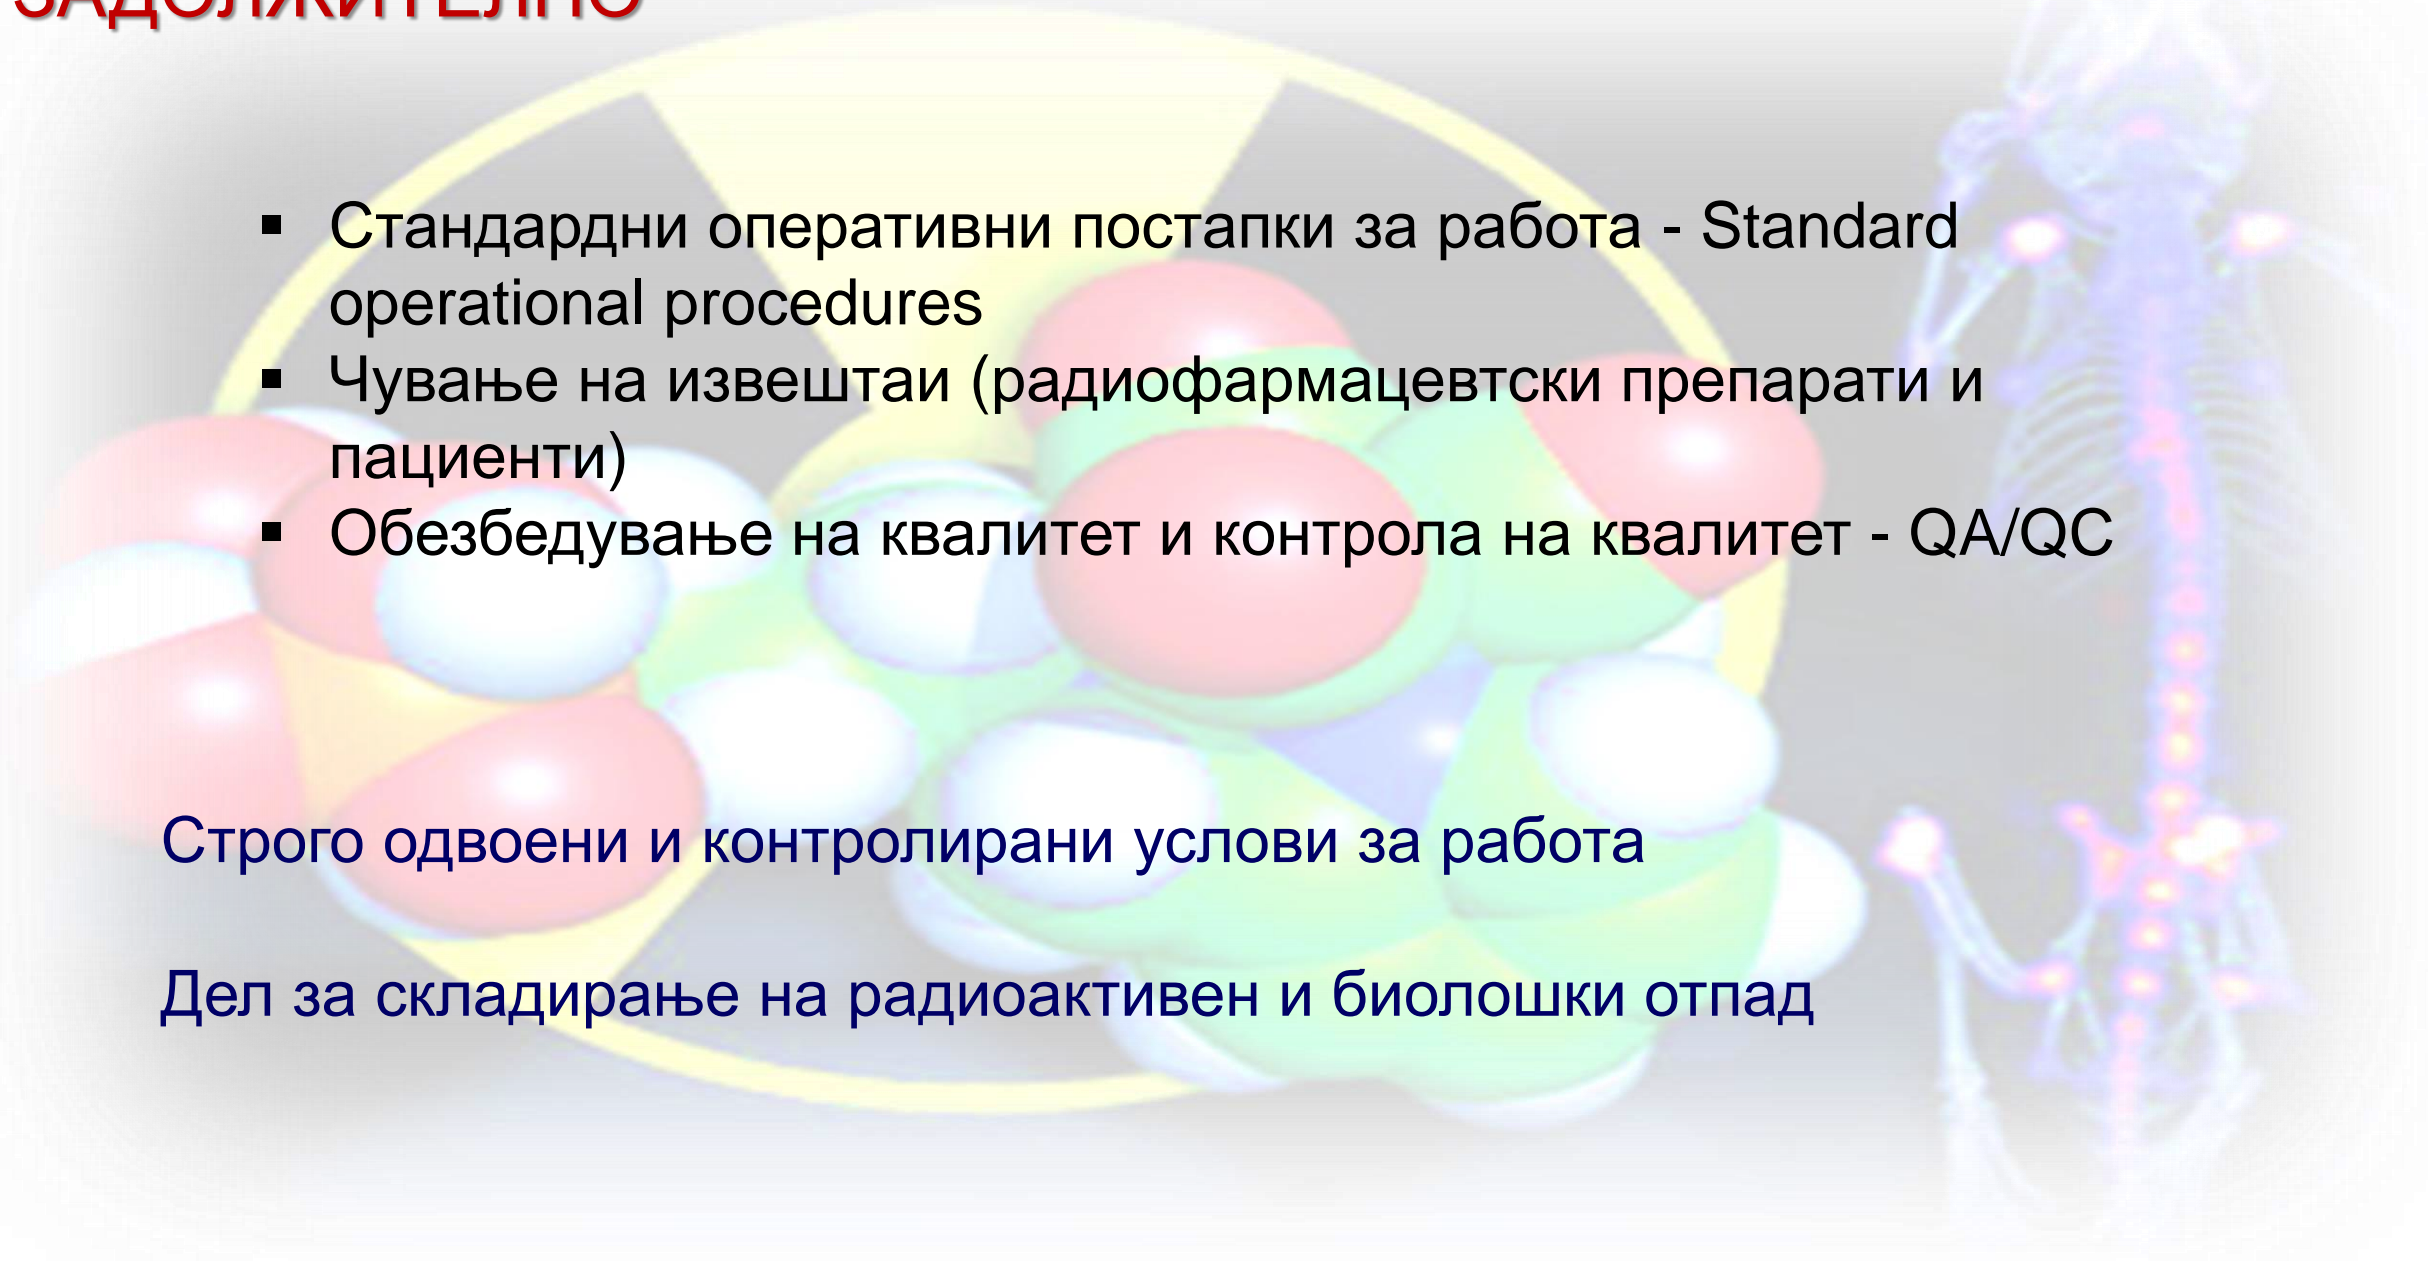 ЗАДОЛЖИТЕЛНО
▪ Стандардни оперативни постапки за работа - Standard
operational procedures
▪ Чување на извештаи (радиофармацевтски препарати и
пациенти)
▪ Обезбедување на квалитет и контрола на квалитет - QA/QC
Строго одвоени и контролирани услови за работа
Дел за складирање на радиоактивен и биолошки отпад